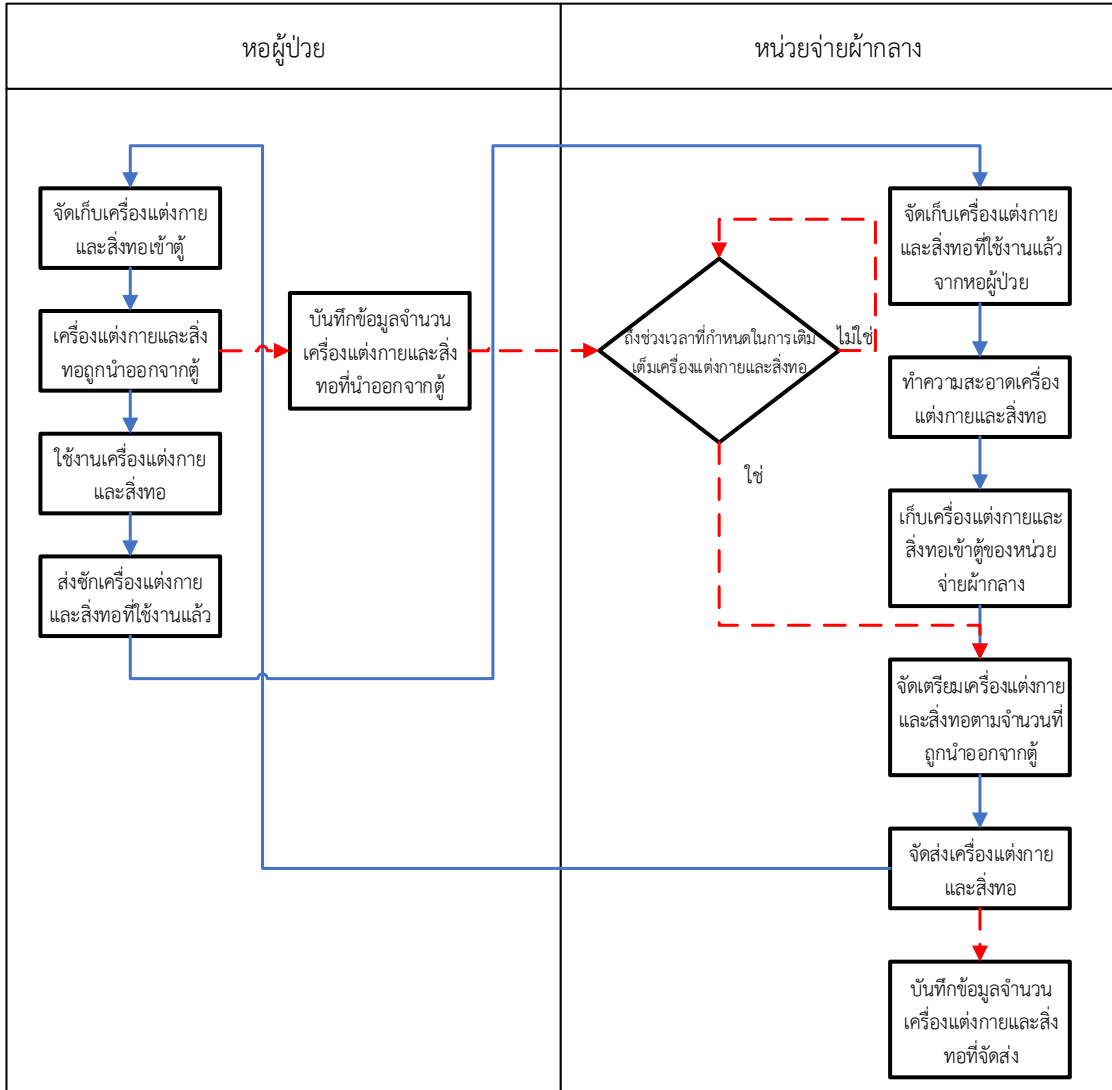 หอผู้ป่วย
หน่วยจ่ายผ้ากลาง
จัดเก็บเครื่องแต่งกาย
และสิ่งทอเข้าตู้
เครื่องแต่งกายและสิ่ง
ทอถูกนำออกจากตู้
ใช้งานเครื่องแต่งกาย
และสิ่งทอ
ส่งซักเครื่องแต่งกาย
และสิ่งทอที่ใช้งานแล้ว
บันทึกข้อมูลจำนวน
เครื่องแต่งกายและสิ่ง
ทอที่นำออกจากตู้
ถึงช่วงเวลาที่กำหนดในการเติม
เต็มเครื่องแต่งกายและสิ่งทอ
ไม่ใช่
ใช่
จัดเก็บเครื่องแต่งกาย
และสิ่งทอที่ใช้งานแล้ว
จากหอผู้ป่วย
ทำความสะอาดเครื่อง
แต่งกายและสิ่งทอ
เก็บเครื่องแต่งกายและ
สิ่งทอเข้าตู้ของหน่วย
จ่ายผ้ากลาง
จัดเตรียมเครื่องแต่งกาย
และสิ่งทอตามจำนวนที่
ถูกนำออกจากตู้
จัดส่งเครื่องแต่งกาย
และสิ่งทอ
บันทึกข้อมูลจำนวน
เครื่องแต่งกายและสิ่ง
ทอที่จัดส่ง